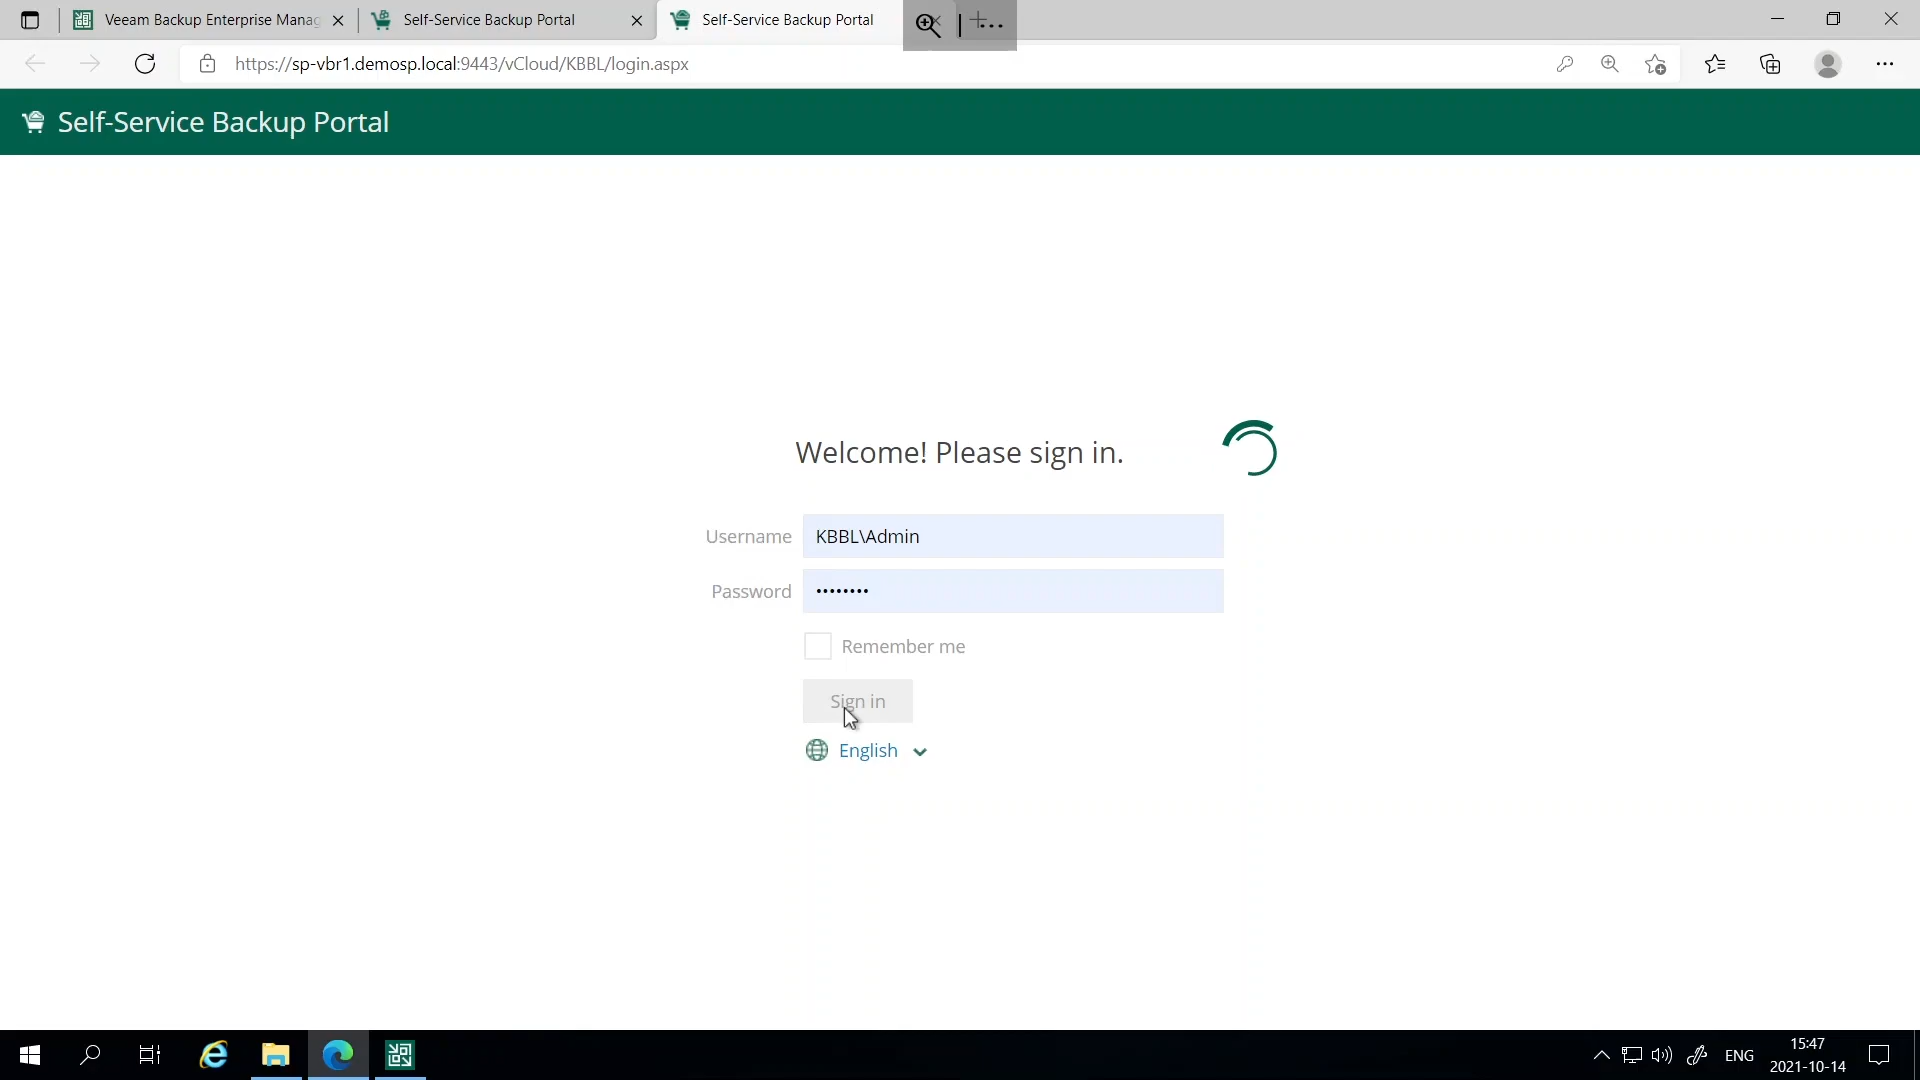 Veeam Backup Enterprise Manag
Self-Service Backup Portal
Self-Service Backup Portal
https://sp-vbr1.demosp.local:9443/vCloud/KBBL/login.aspx
Self-Service Backup Portal
Welcome! Please sign in.
Username
KBBL\Admin
Password
••••••••
Remember me
Sign in
English
ENG
15:47
2021-10-14